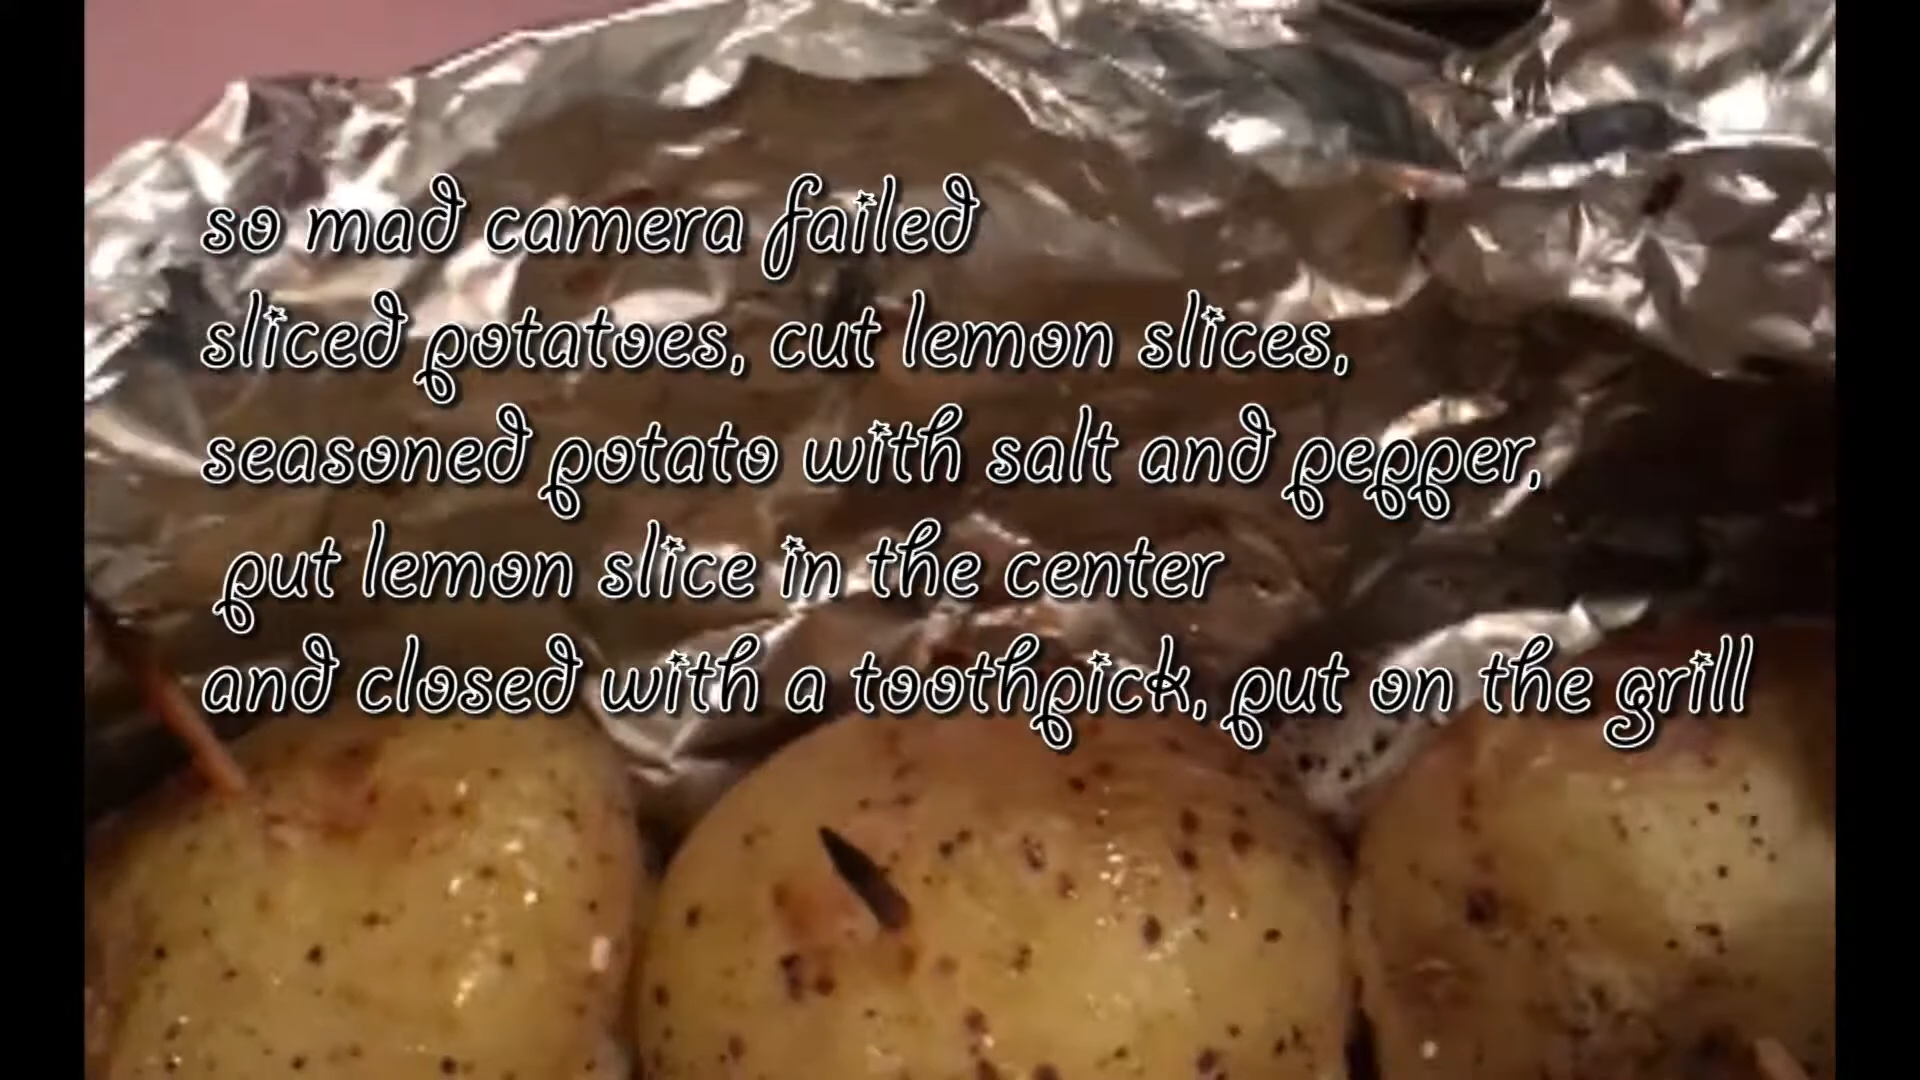 so mad camera failed
sliced potatoes, cut lemon slices,
seasoned potato with salt and pepper,
put lemon slice in the center
and closed with a toothpick, put on the grill